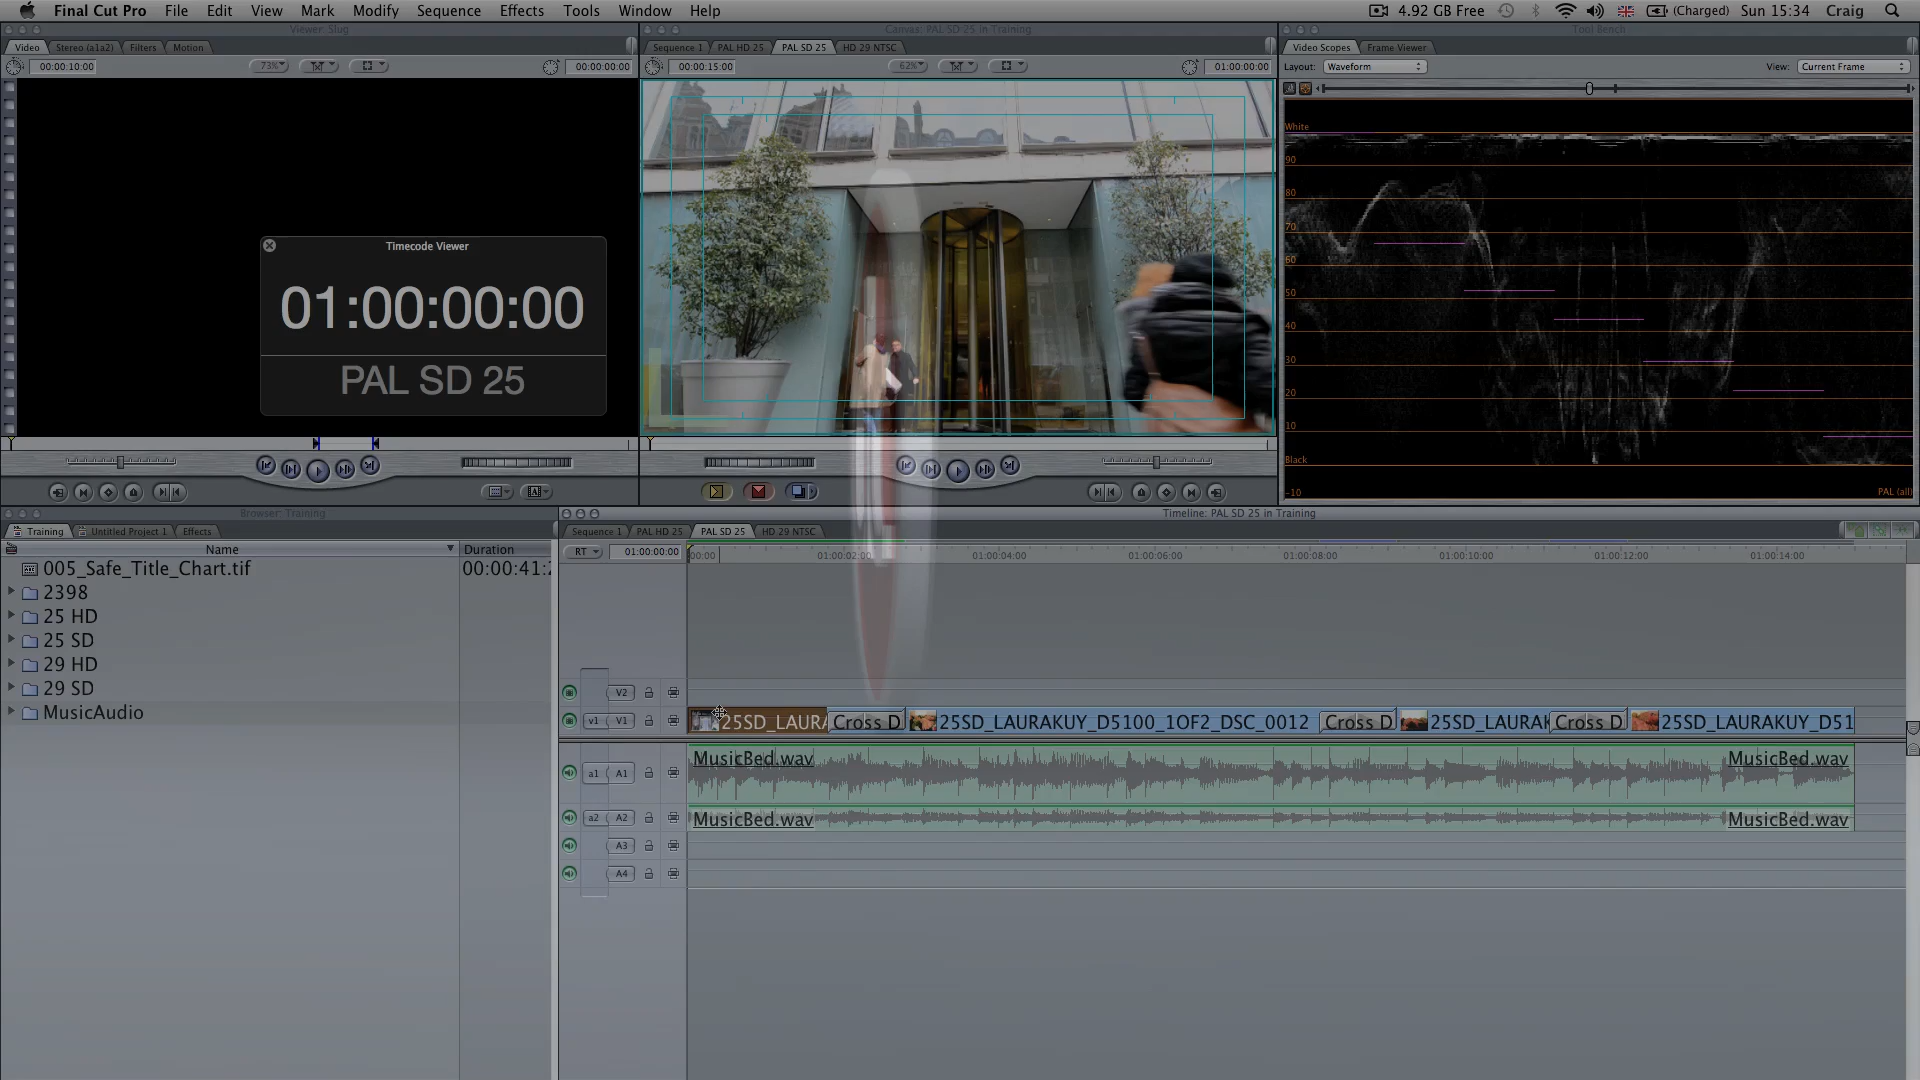 Final Cut Pro File Edit View Mark Modify Sequence Effects Tools Window Help 4.92 GB Free (Charged) Sun 15:34 Craig
Viewer: Slug
Video Stereo (a1a2) Filters Motion
00:00:10:00 73% 00:00:00:00
Timecode Viewer
01:00:00:00
PAL SD 25
Canvas: PAL SD 25 in Training
Sequence 1 PAL HD 25 PAL SD 25 HD 29 NTSC
00:00:15:00 62% 01:00:00:00
Tool Bench
Video Scopes Frame Viewer
Layout: Waveform View: Current Frame
White
90
80
70
60
50
40
30
20
10
Black
-10
PAL (all)
Browser: Training
Training Untitled Project 1 Effects
Name Duration
005_Safe_Title_Chart.tif 00:00:41:
2398
25 HD
25 SD
29 HD
29 SD
MusicAudio
Timeline: PAL SD 25 in Training
Sequence 1 PAL HD 25 PAL SD 25 HD 29 NTSC
RT 01:00:00:00 00:00 01:00:02:00 01:00:04:00 01:00:06:00 01:00:08:00 01:00:10:00 01:00:12:00 01:00:14:00
V2
v1 V1 25SD_LAURA Cross D 25SD_LAURAKUY_D5100_1OF2_DSC_0012 Cross D 25SD_LAURAK Cross D 25SD_LAURAKUY_D51
MusicBed.wav MusicBed.wav
a1 A1
a2 A2 MusicBed.wav MusicBed.wav
A3
A4